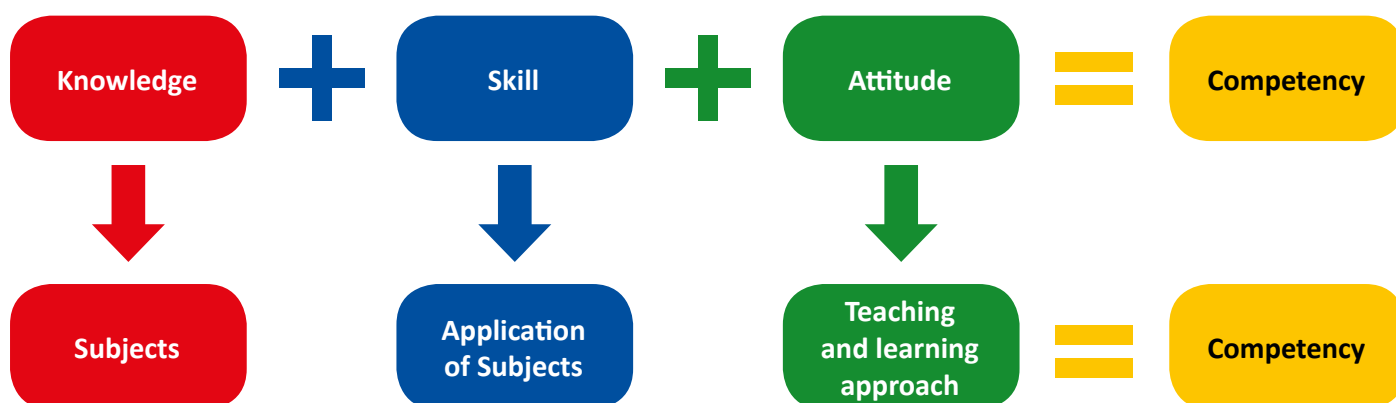 Knowledge
Skill
Attitude
Competency
Subjects
Application
of Subjects
Teaching
and learning
approach
Competency